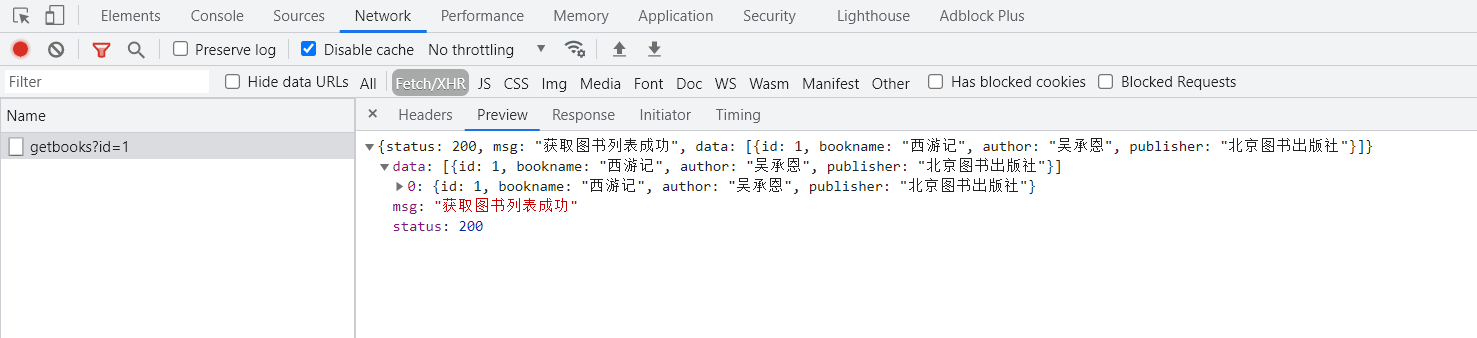 Elements Console Sources Network Performance Memory Application Security Lighthouse Adblock Plus
Preserve log Disable cache No throttling
Filter Hide data URLs All Fetch/XHR JS CSS Img Media Font Doc WS Wasm Manifest Other Has blocked cookies Blocked Requests
Name Headers Preview Response Initiator Timing
getbooks?id=1
{status: 200, msg: "获取图书列表成功", data: [{id: 1, bookname: "西游记", author: "吴承恩", publisher: "北京图书出版社"}]}
data: [{id: 1, bookname: "西游记", author: "吴承恩", publisher: "北京图书出版社"}]
0: {id: 1, bookname: "西游记", author: "吴承恩", publisher: "北京图书出版社"}
msg: "获取图书列表成功"
status: 200